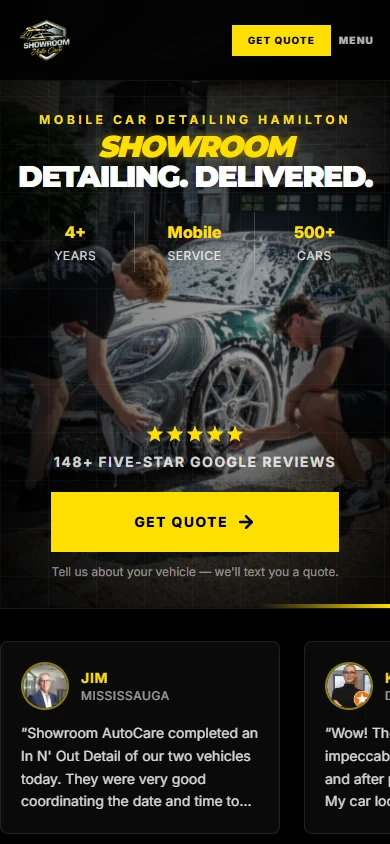 SHOWROOM
Auto Care
GET QUOTE
MENU
MOBILE CAR DETAILING HAMILTON
SHOWROOM
DETAILING. DELIVERED.
4+
YEARS
Mobile
SERVICE
500+
CARS
★★★★★
148+ FIVE-STAR GOOGLE REVIEWS
GET QUOTE →
Tell us about your vehicle — we'll text you a quote.
JIM
MISSISSAUGA
“Showroom AutoCare completed an
In N' Out Detail of our two vehicles
today. They were very good
coordinating the date and time to...
“Wow! Th
impeccab
and after p
My car loo